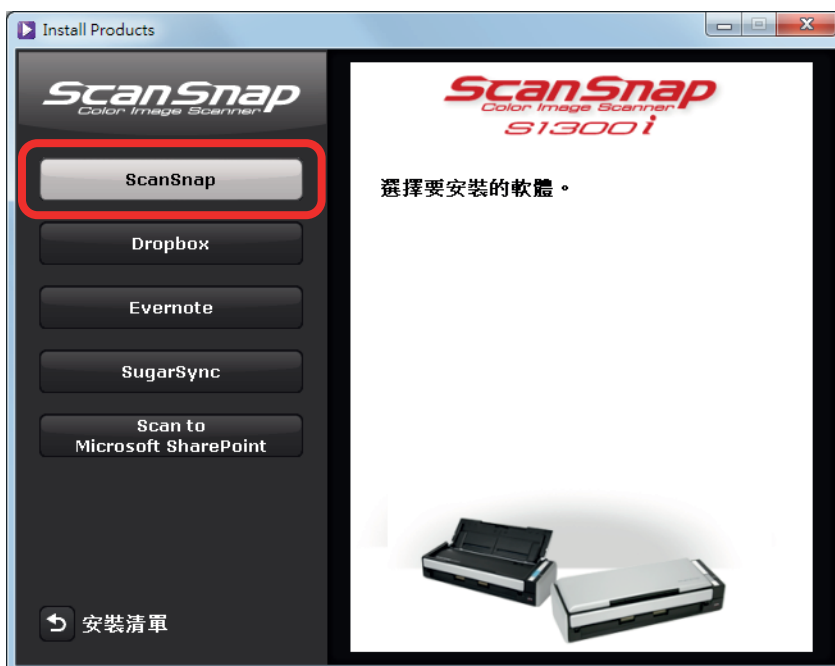 Install Products
ScanSnap
Color Image Scanner
ScanSnap
Dropbox
Evernote
SugarSync
Scan to
Microsoft SharePoint
安裝清單
ScanSnap
Color Image Scanner
S1300i
選擇要安裝的軟體。